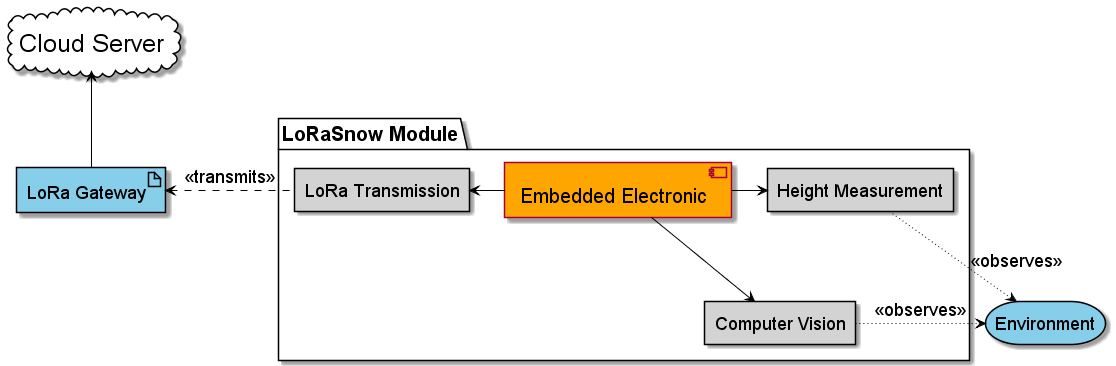 Cloud Server
LoRaSnow Module
«transmits»
LoRa Gateway
LoRa Transmission
Embedded Electronic
Height Measurement
«observes»
«observes»
Computer Vision
Environment